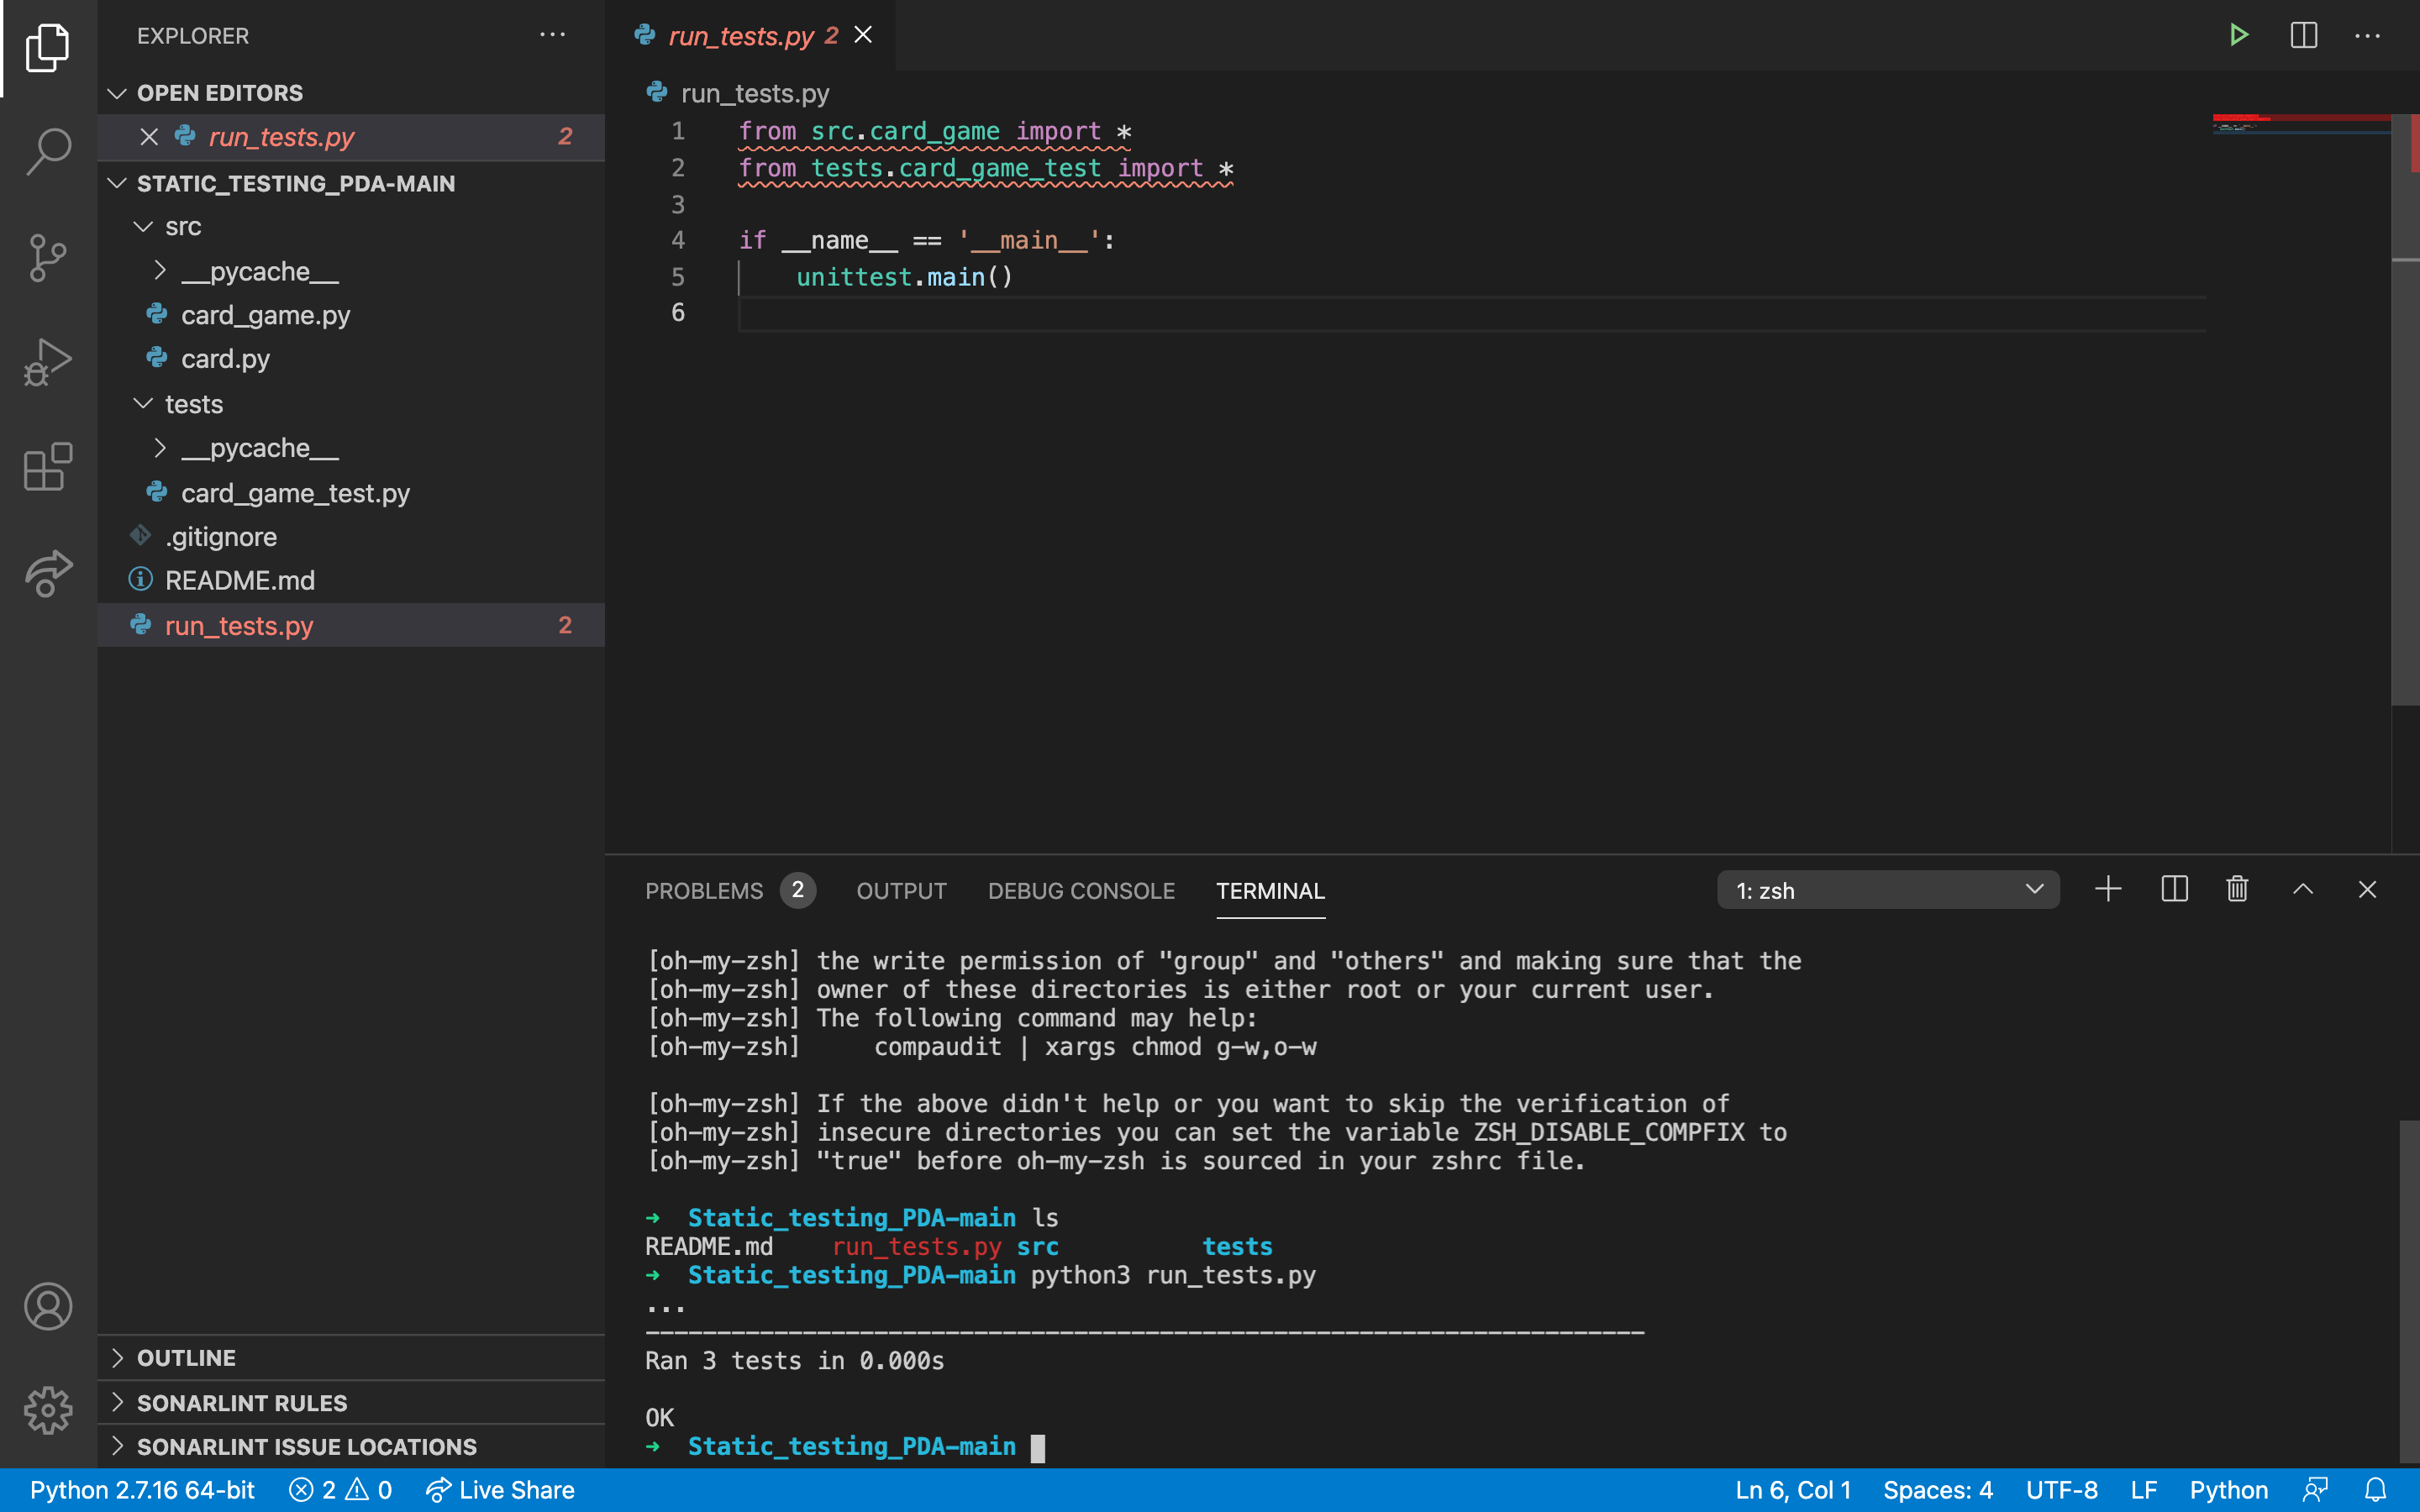 EXPLORER
OPEN EDITORS
run_tests.py 2
STATIC_TESTING_PDA-MAIN
src
__pycache__
card_game.py
card.py
tests
__pycache__
card_game_test.py
.gitignore
README.md
run_tests.py 2
OUTLINE
SONARLINT RULES
SONARLINT ISSUE LOCATIONS
run_tests.py 2
run_tests.py
1 from src.card_game import *
2 from tests.card_game_test import *
3
4 if __name__ == '__main__':
5     unittest.main()
6
PROBLEMS 2 OUTPUT DEBUG CONSOLE TERMINAL 1: zsh
[oh-my-zsh] the write permission of "group" and "others" and making sure that the
[oh-my-zsh] owner of these directories is either root or your current user.
[oh-my-zsh] The following command may help:
[oh-my-zsh]     compaudit | xargs chmod g-w,o-w
[oh-my-zsh] If the above didn't help or you want to skip the verification of
[oh-my-zsh] insecure directories you can set the variable ZSH_DISABLE_COMPFIX to
[oh-my-zsh] "true" before oh-my-zsh is sourced in your zshrc file.
➜  Static_testing_PDA-main ls
README.md    run_tests.py src          tests
➜  Static_testing_PDA-main python3 run_tests.py
...
----------------------------------------------------------------------
Ran 3 tests in 0.000s
OK
➜  Static_testing_PDA-main
Python 2.7.16 64-bit 2 0 Live Share Ln 6, Col 1 Spaces: 4 UTF-8 LF Python